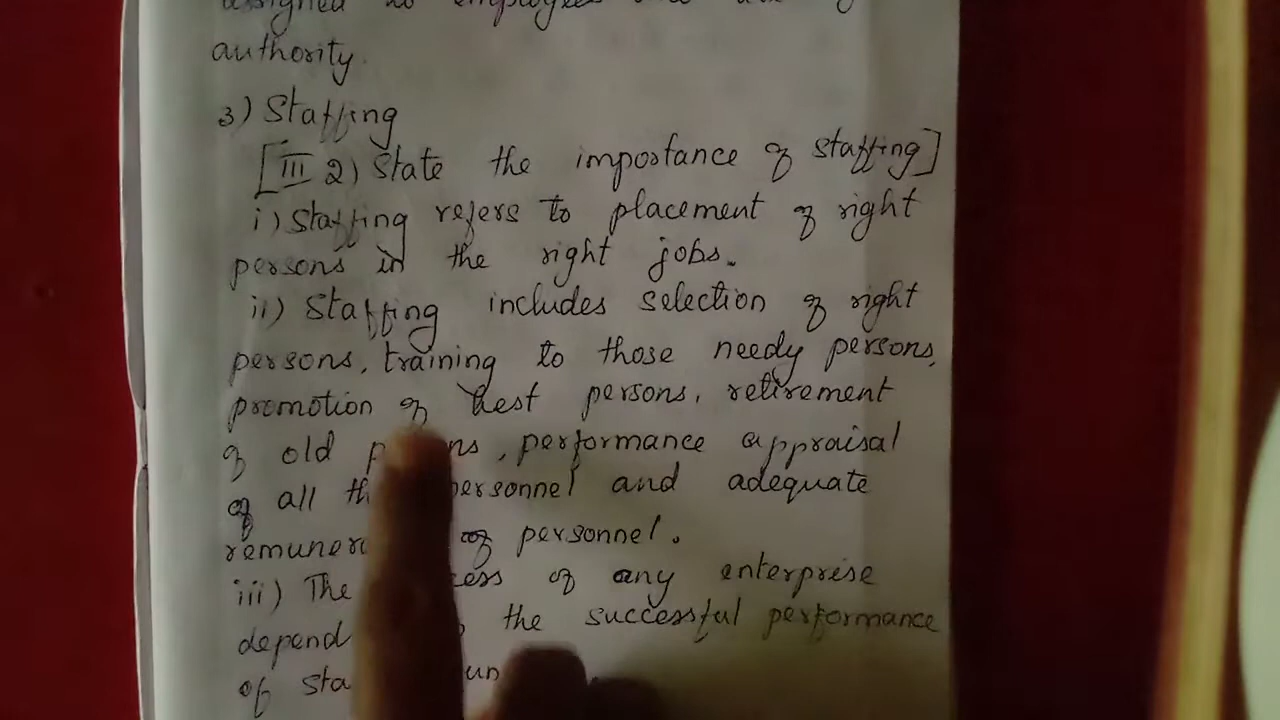 assigned to employees
authority.
3) Staffing
[III 2) State the importance of staffing]
i) Staffing refers to placement of right
persons in the right jobs.
ii) Staffing includes selection of right
persons, training to those needy persons,
promotion of best persons, retirement
of old , performance appraisal
of all personnel and adequate
of personnel.
iii) The of any enterprise
the successful performance
of